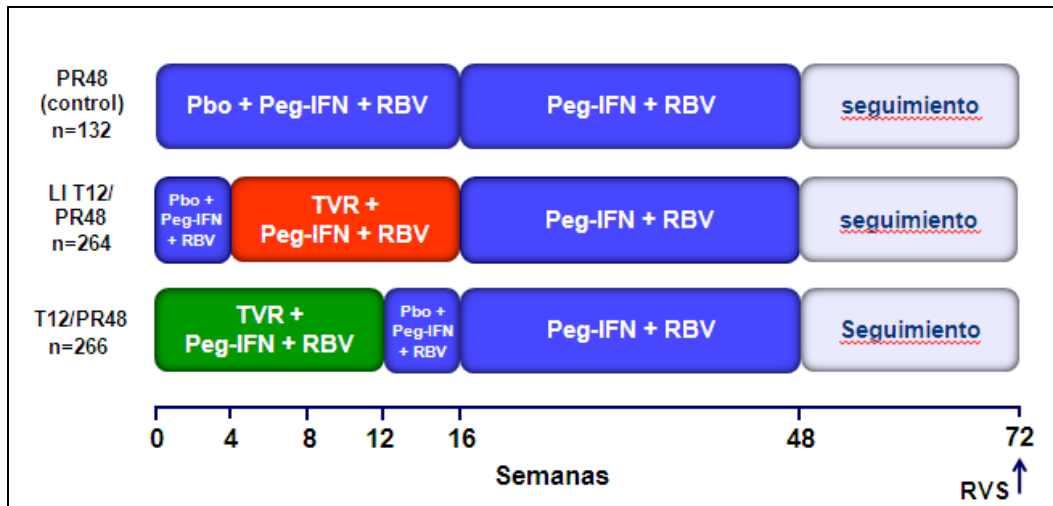 PR48
(control)
n=132
Pbo + Peg-IFN + RBV
Peg-IFN + RBV
seguimiento
LI T12/
PR48
n=264
Pbo +
Peg-IFN
+ RBV
TVR +
Peg-IFN + RBV
Peg-IFN + RBV
seguimiento
T12/PR48
n=266
TVR +
Peg-IFN + RBV
Pbo +
Peg-IFN
+ RBV
Peg-IFN + RBV
Seguimiento
0 4 8 12 16 48 72
Semanas
RVS